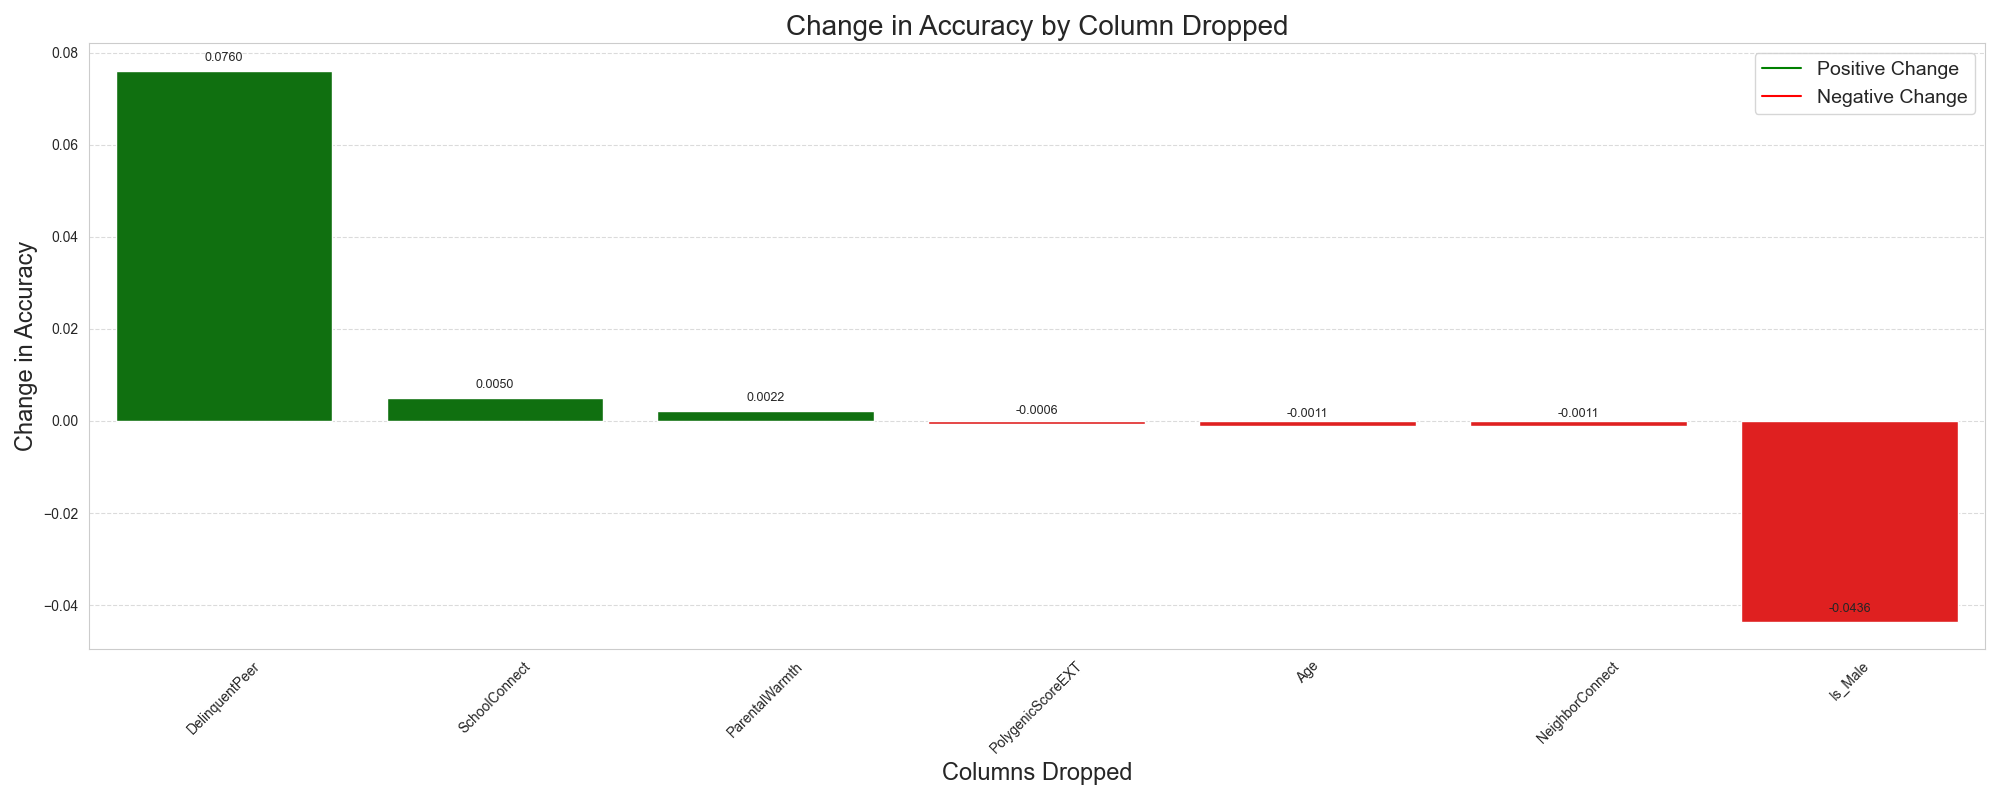 Change in Accuracy by Column Dropped
Positive Change
Negative Change
Change in Accuracy
0.08
0.06
0.04
0.02
0.00
−0.02
−0.04
0.0760
0.0050
0.0022
-0.0006
-0.0011
-0.0011
-0.0436
DelinquentPeer
SchoolConnect
ParentalWarmth
PolygenicScoreEXT
Age
NeighborConnect
Is_Male
Columns Dropped